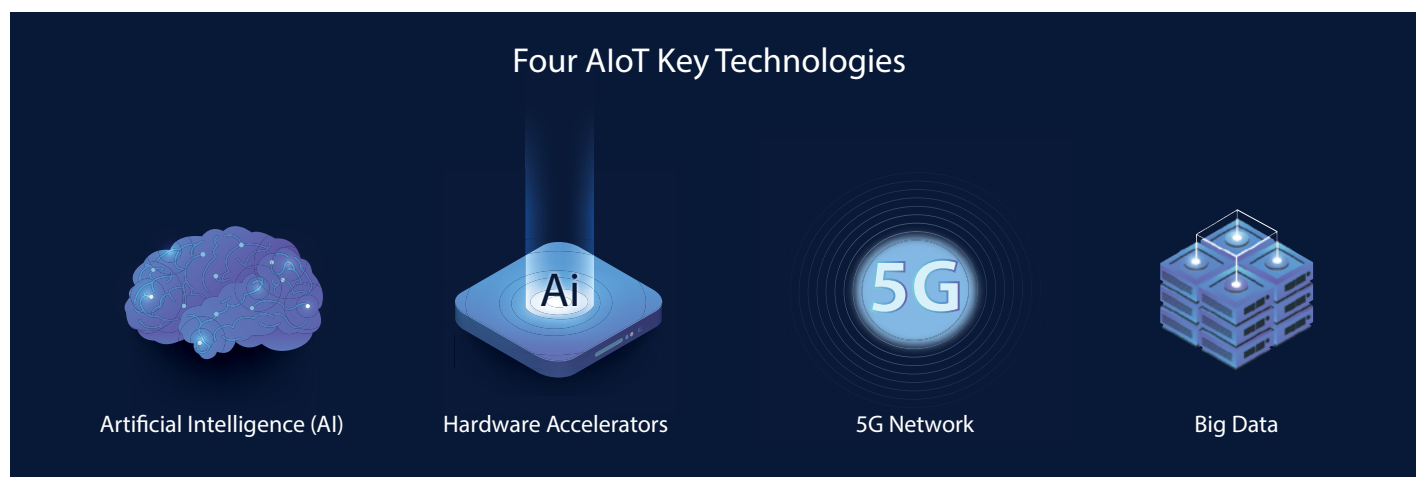 Four AIoT Key Technologies
Ai
5G
Artificial Intelligence (AI)
Hardware Accelerators
5G Network
Big Data